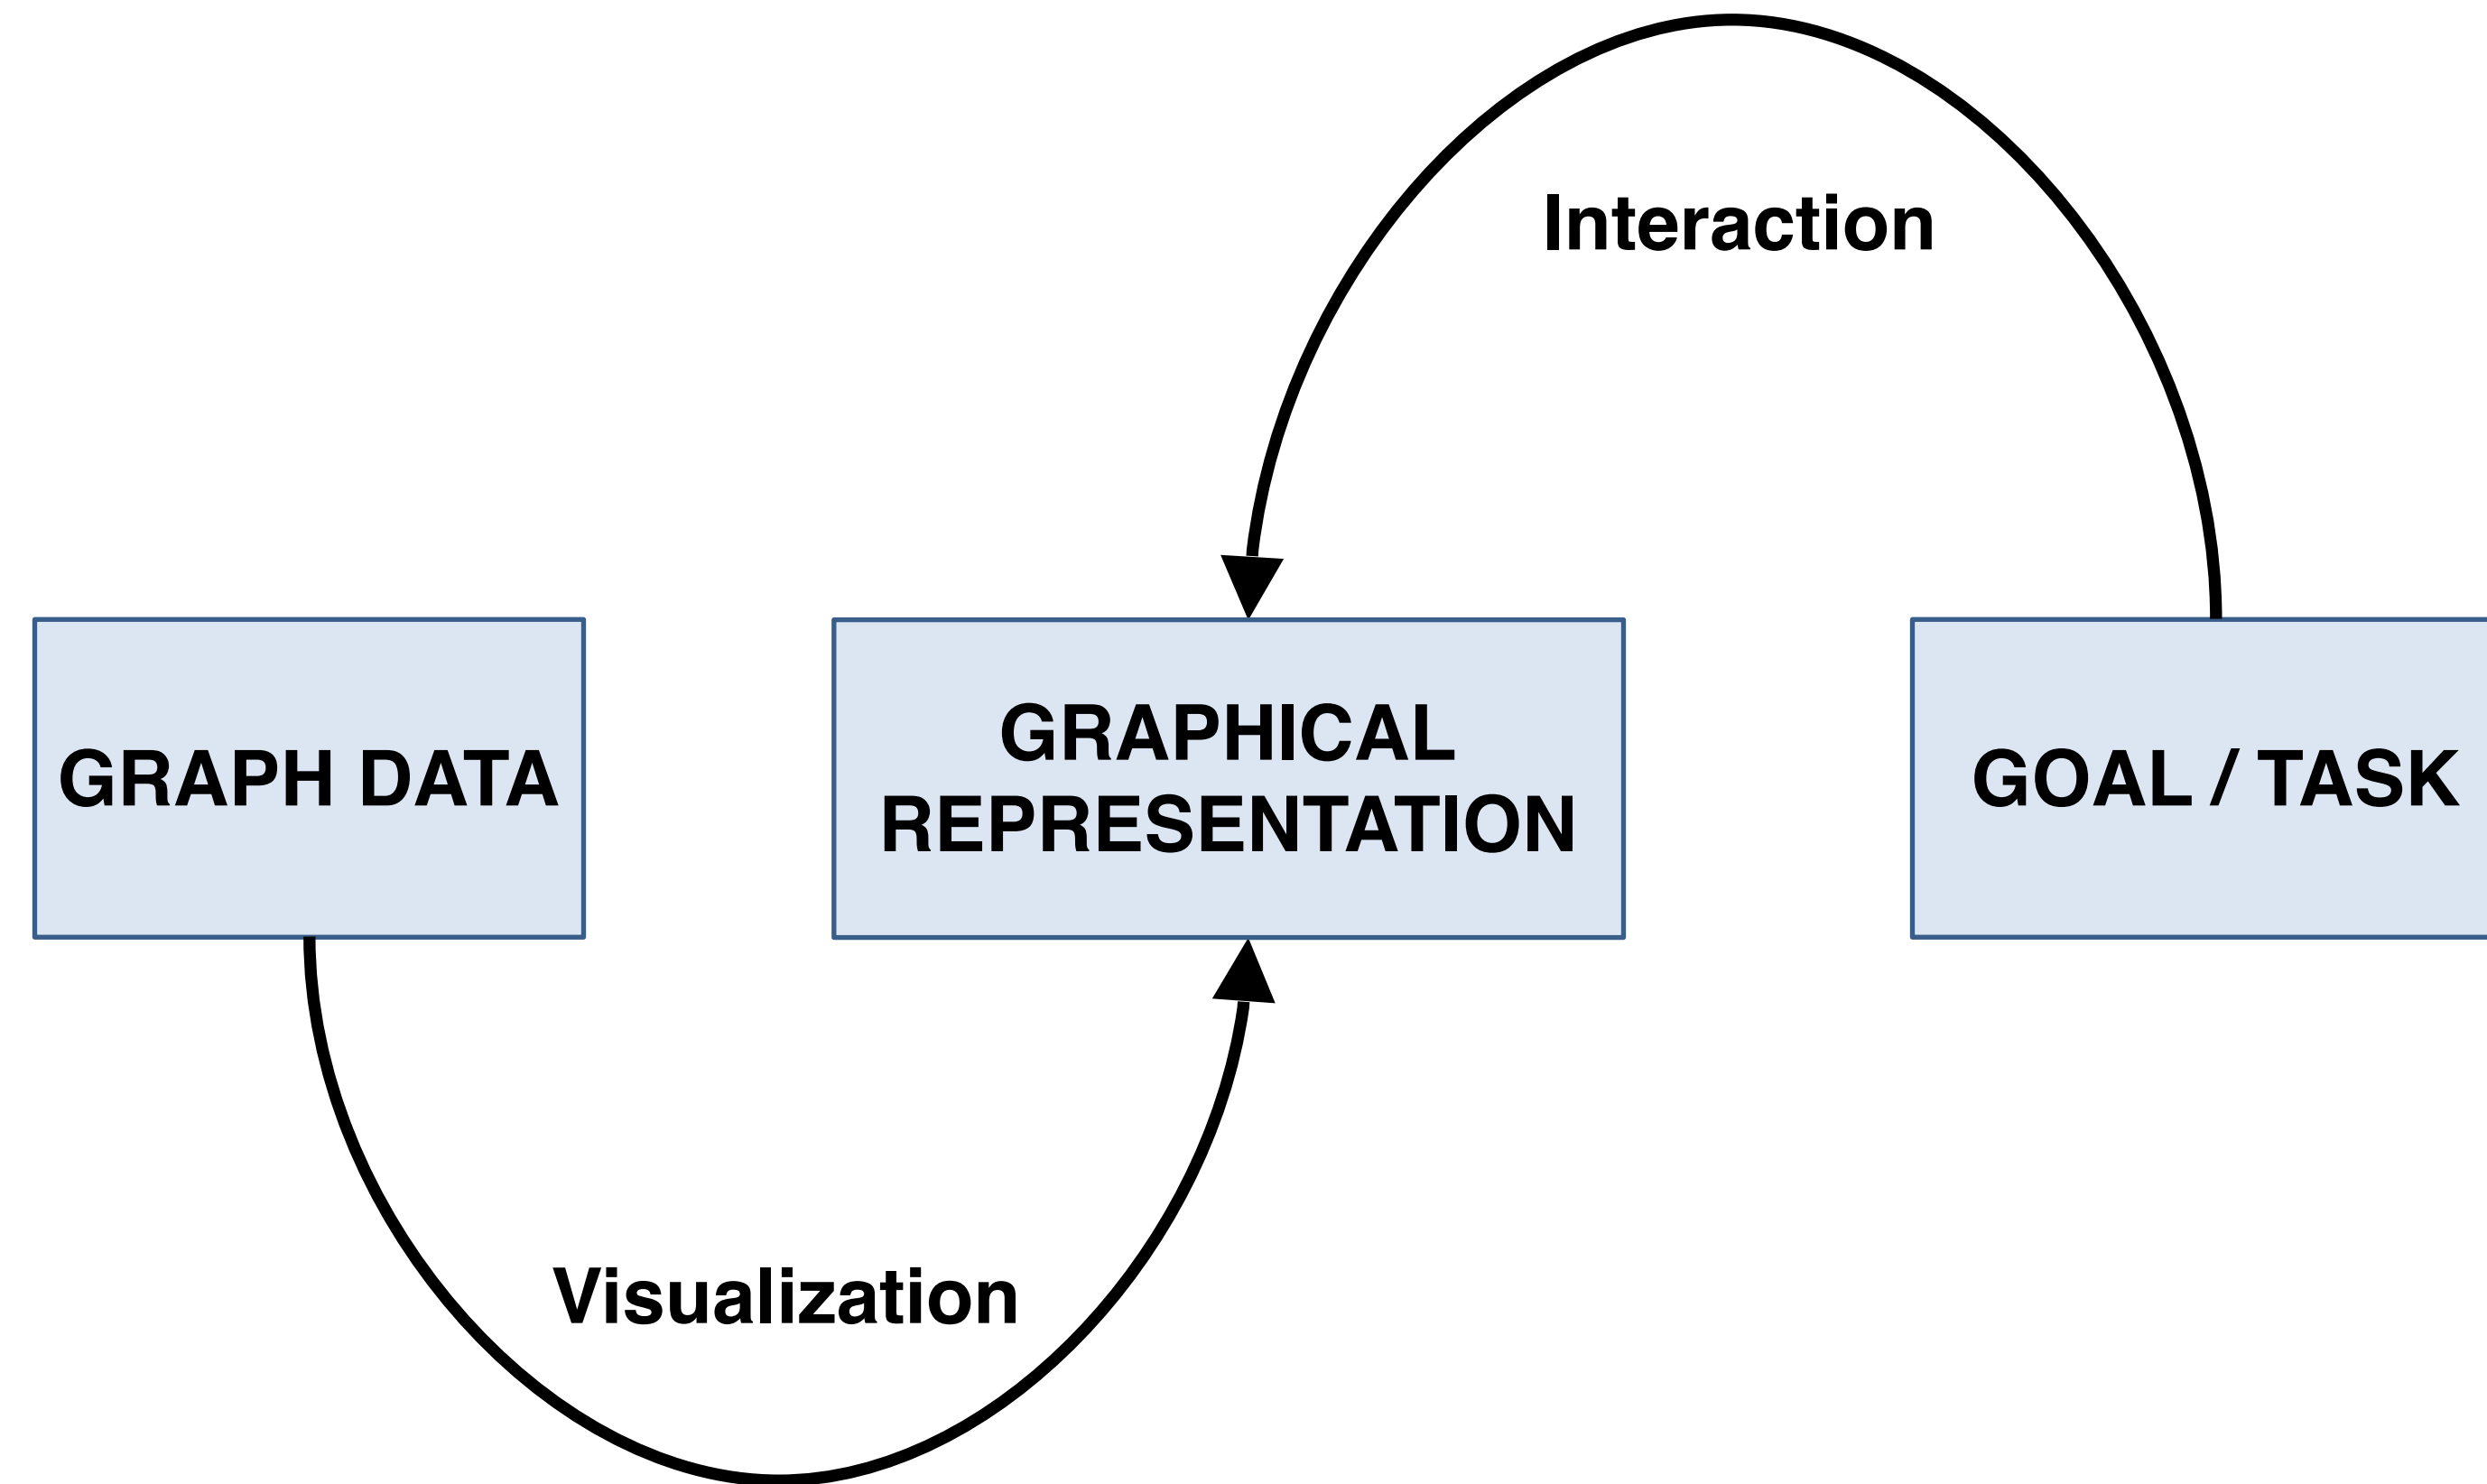 Interaction
GRAPH DATA
GRAPHICAL
REPRESENTATION
GOAL / TASK
Visualization